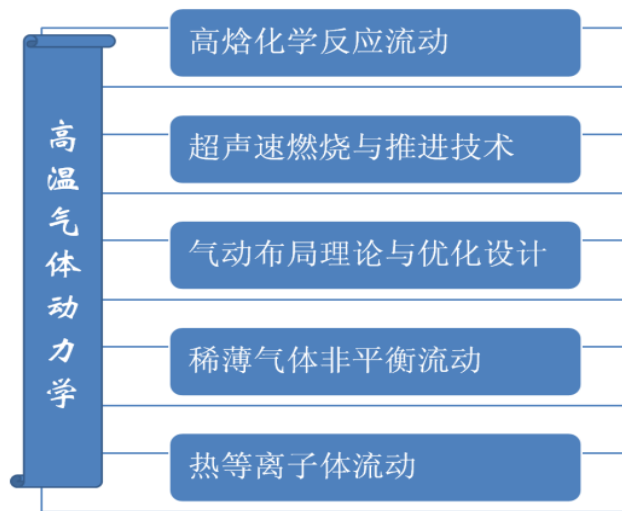 高温气体动力学
高焓化学反应流动
超声速燃烧与推进技术
气动布局理论与优化设计
稀薄气体非平衡流动
热等离子体流动